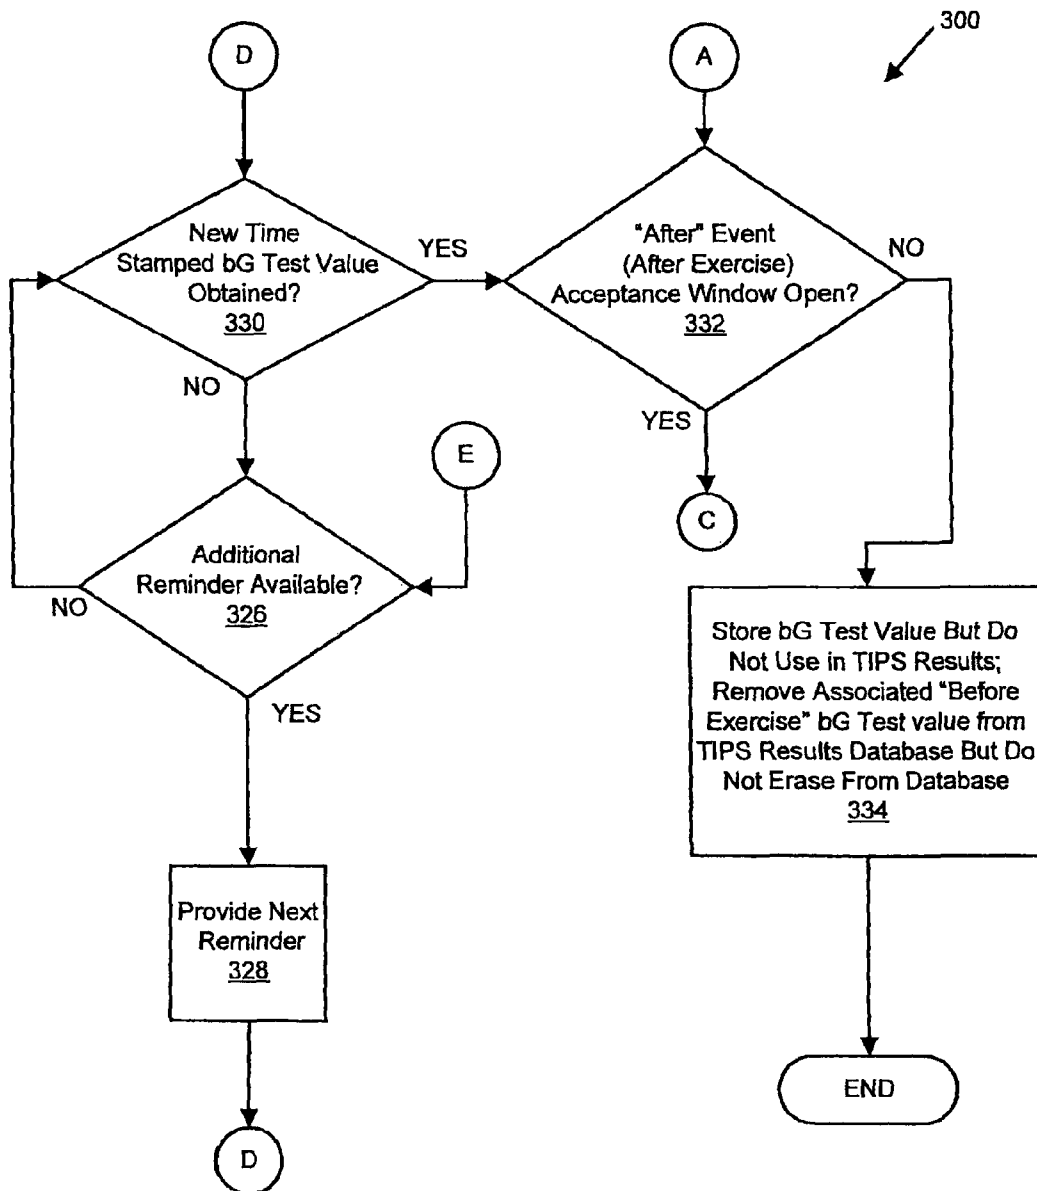 300
D
A
New Time
Stamped bG Test Value
Obtained?
330
YES
NO
"After" Event
(After Exercise)
Acceptance Window Open?
332
NO
YES
E
C
Additional
Reminder Available?
326
NO
YES
Store bG Test Value But Do
Not Use in TIPS Results;
Remove Associated "Before
Exercise" bG Test value from
TIPS Results Database But Do
Not Erase From Database
334
Provide Next
Reminder
328
END
D